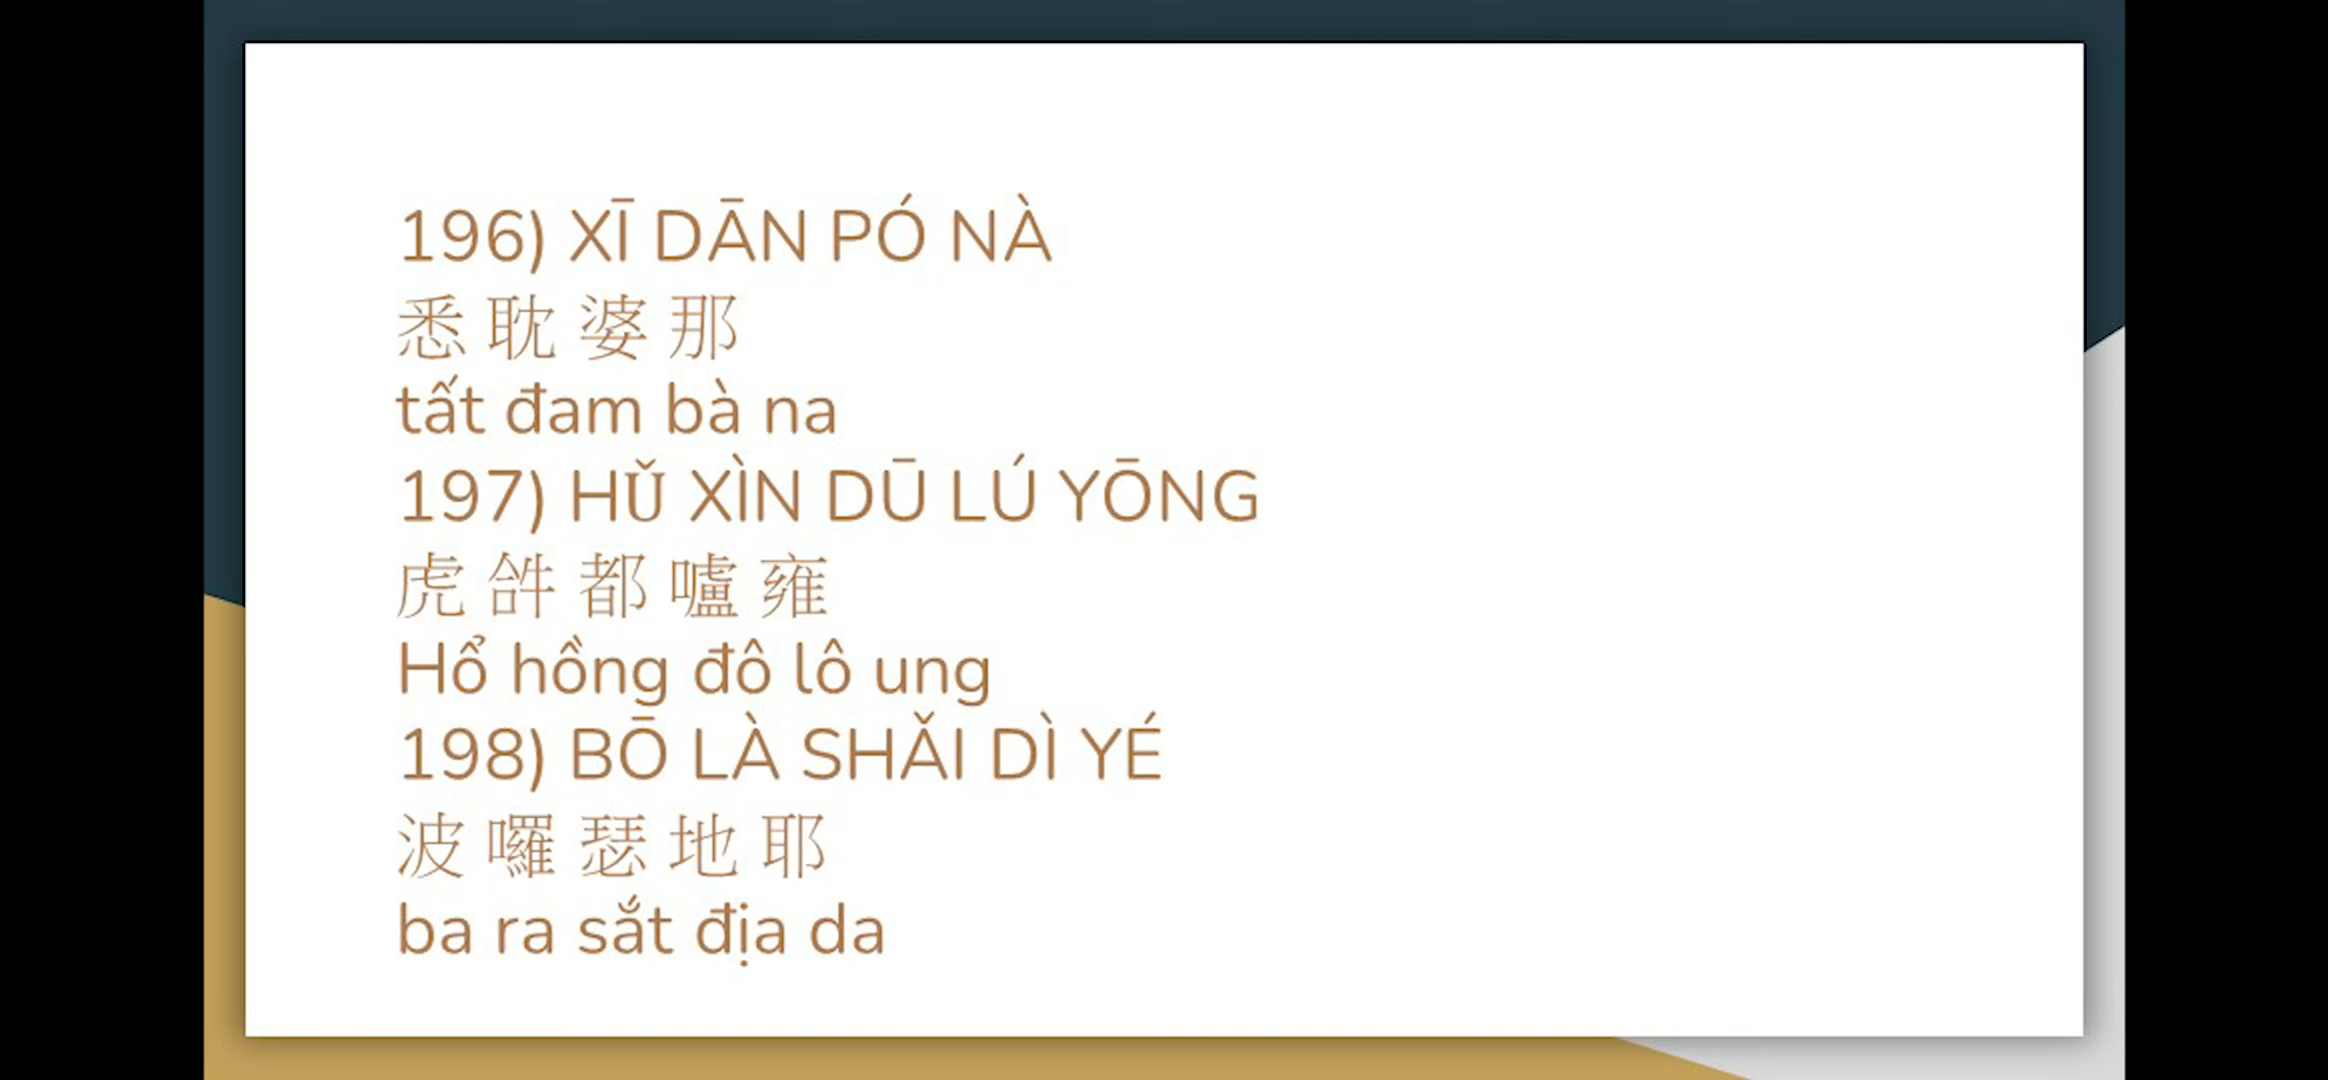 196) XĪ DĀN PÓ NÀ
悉 耽 婆 那
tất đam bà na
197) HǓ XÌN DŪ LÚ YŌNG
虎 𤙖 都 嚧 雍
Hổ hồng đô lô ung
198) BŌ LÀ SHǍI DÌ YÉ
波 囉 瑟 地 耶
ba ra sắt địa da